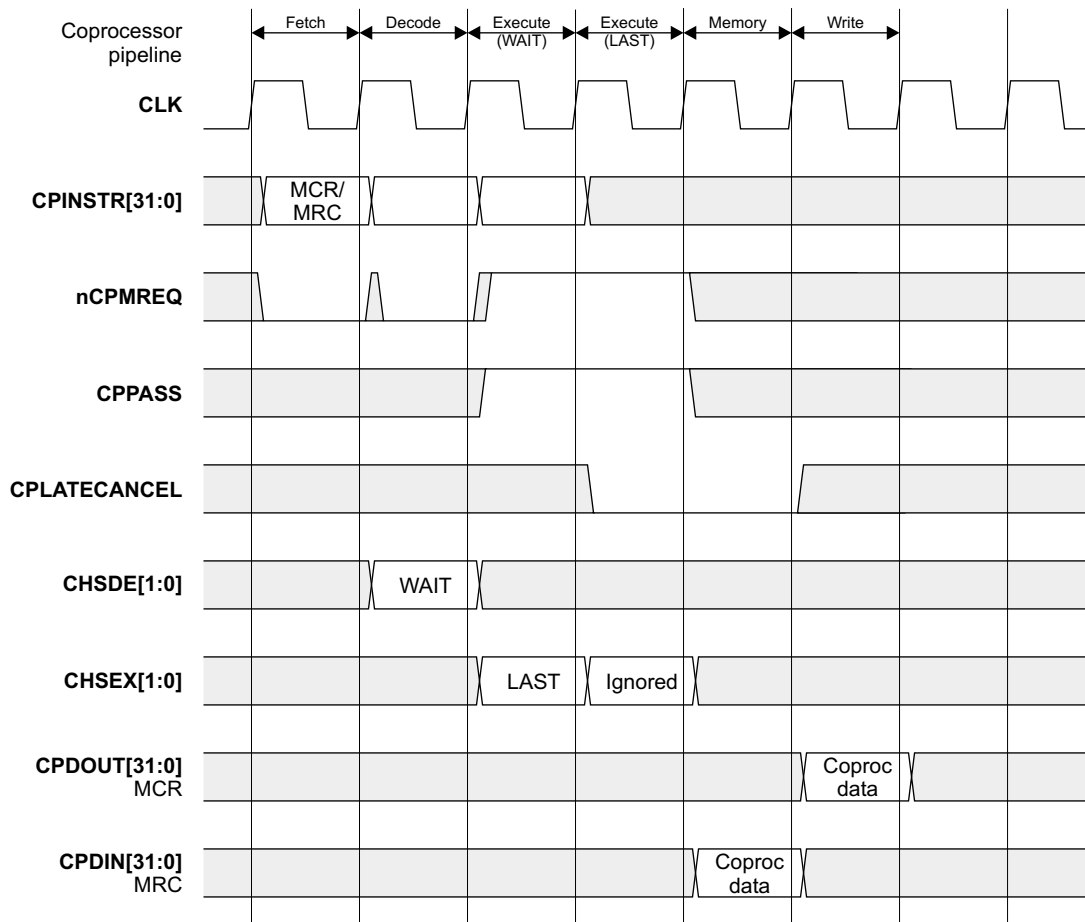 Coprocessor
pipeline
Fetch
Decode
Execute
(WAIT)
Execute
(LAST)
Memory
Write
CLK
CPINSTR[31:0]
MCR/
MRC
nCPMREQ
CPPASS
CPLATECANCEL
CHSDE[1:0]
WAIT
CHSEX[1:0]
LAST
Ignored
CPDOUT[31:0]
MCR
Coproc
data
CPDIN[31:0]
MRC
Coproc
data